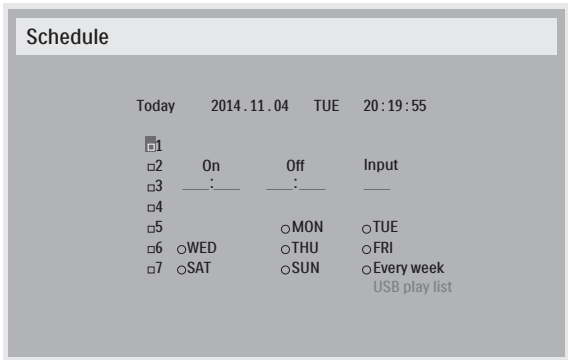 Schedule
Today 2014.11.04 TUE 20:19:55
□1
□2 On Off Input
□3 __:__ __:__ __
□4
□5 ○MON ○TUE
□6 ○WED ○THU ○FRI
□7 ○SAT ○SUN ○Every week
USB play list